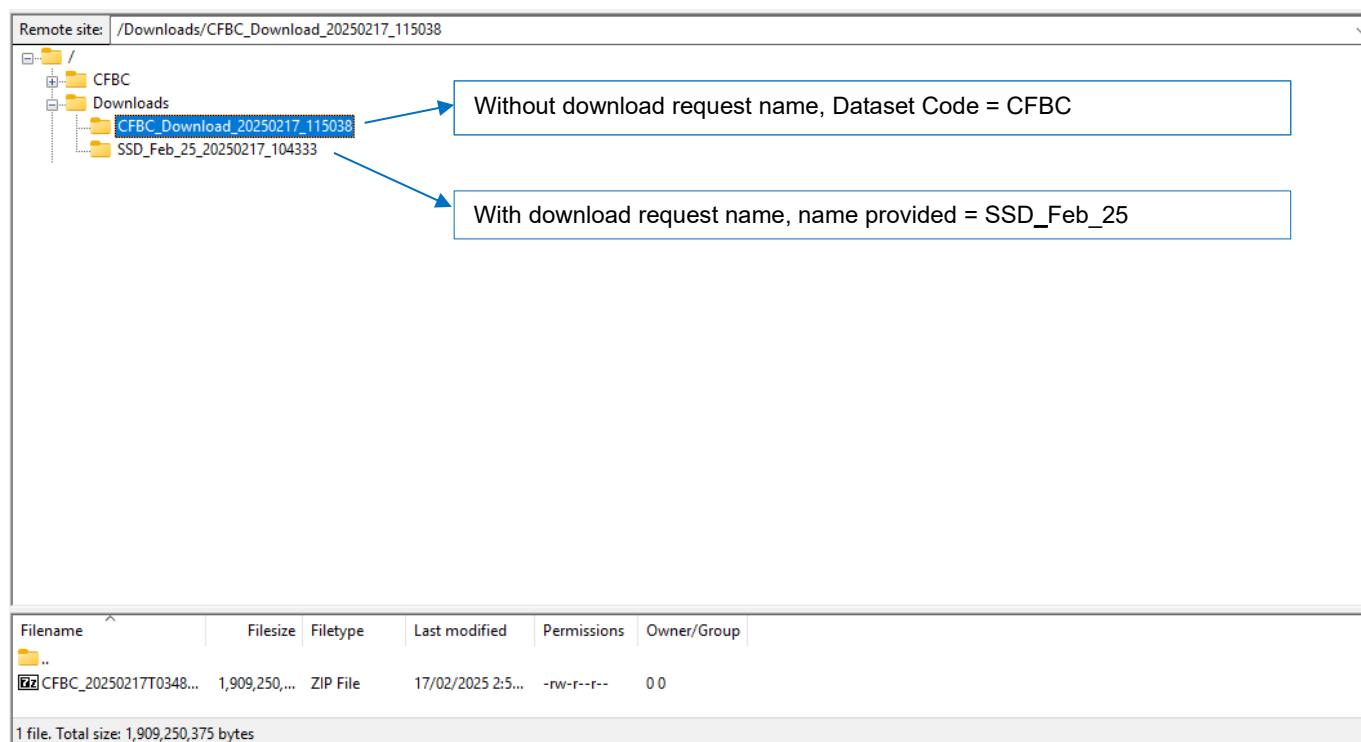 Remote site: /Downloads/CFBC_Download_20250217_115038
/
CFBC
Downloads
CFBC_Download_20250217_115038
SSD_Feb_25_20250217_104333
Without download request name, Dataset Code = CFBC
With download request name, name provided = SSD_Feb_25
Filename Filesize Filetype Last modified Permissions Owner/Group
..
CFBC_20250217T0348... 1,909,250,... ZIP File 17/02/2025 2:5... -rw-r--r-- 0 0
1 file. Total size: 1,909,250,375 bytes